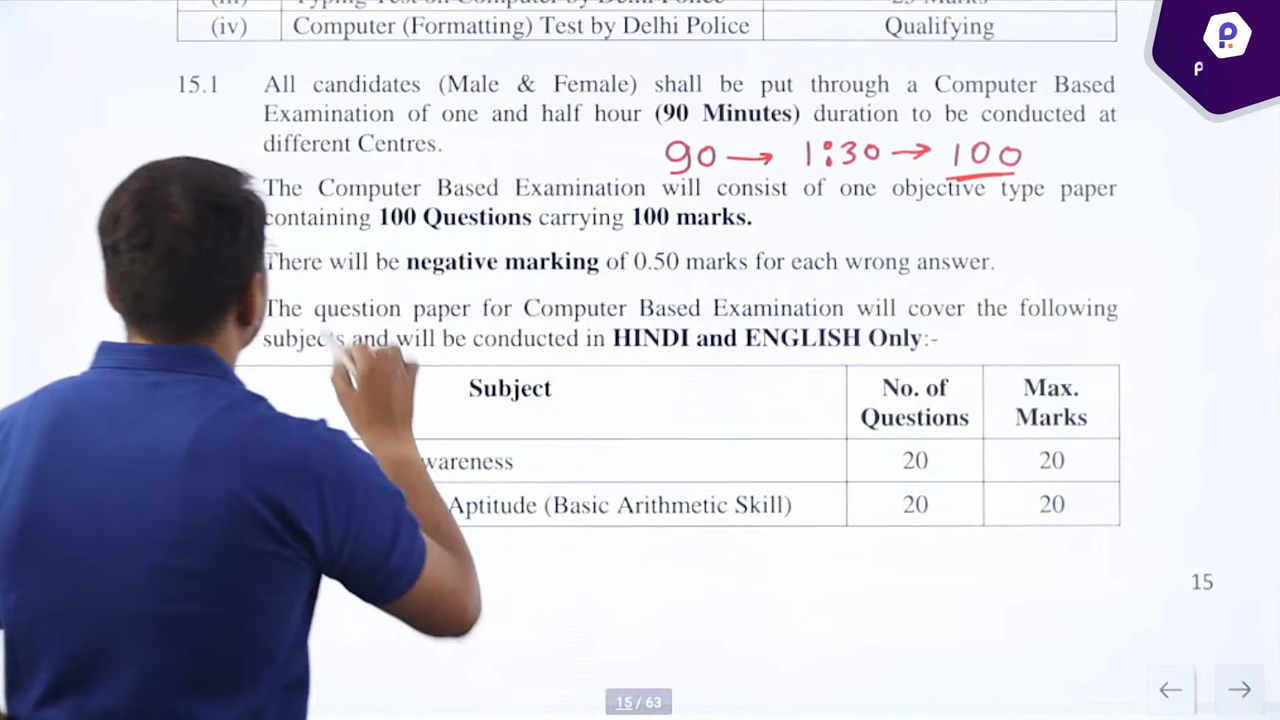 (iv) Computer (Formatting) Test by Delhi Police Qualifying
15.1 All candidates (Male & Female) shall be put through a Computer Based
Examination of one and half hour (90 Minutes) duration to be conducted at
different Centres.
90 → 1:30 → 100
The Computer Based Examination will consist of one objective type paper
containing 100 Questions carrying 100 marks.
There will be negative marking of 0.50 marks for each wrong answer.
The question paper for Computer Based Examination will cover the following
subjects and will be conducted in HINDI and ENGLISH Only:-
Subject No. of Questions Max. Marks
20 20
Aptitude (Basic Arithmetic Skill) 20 20
15
15 / 63